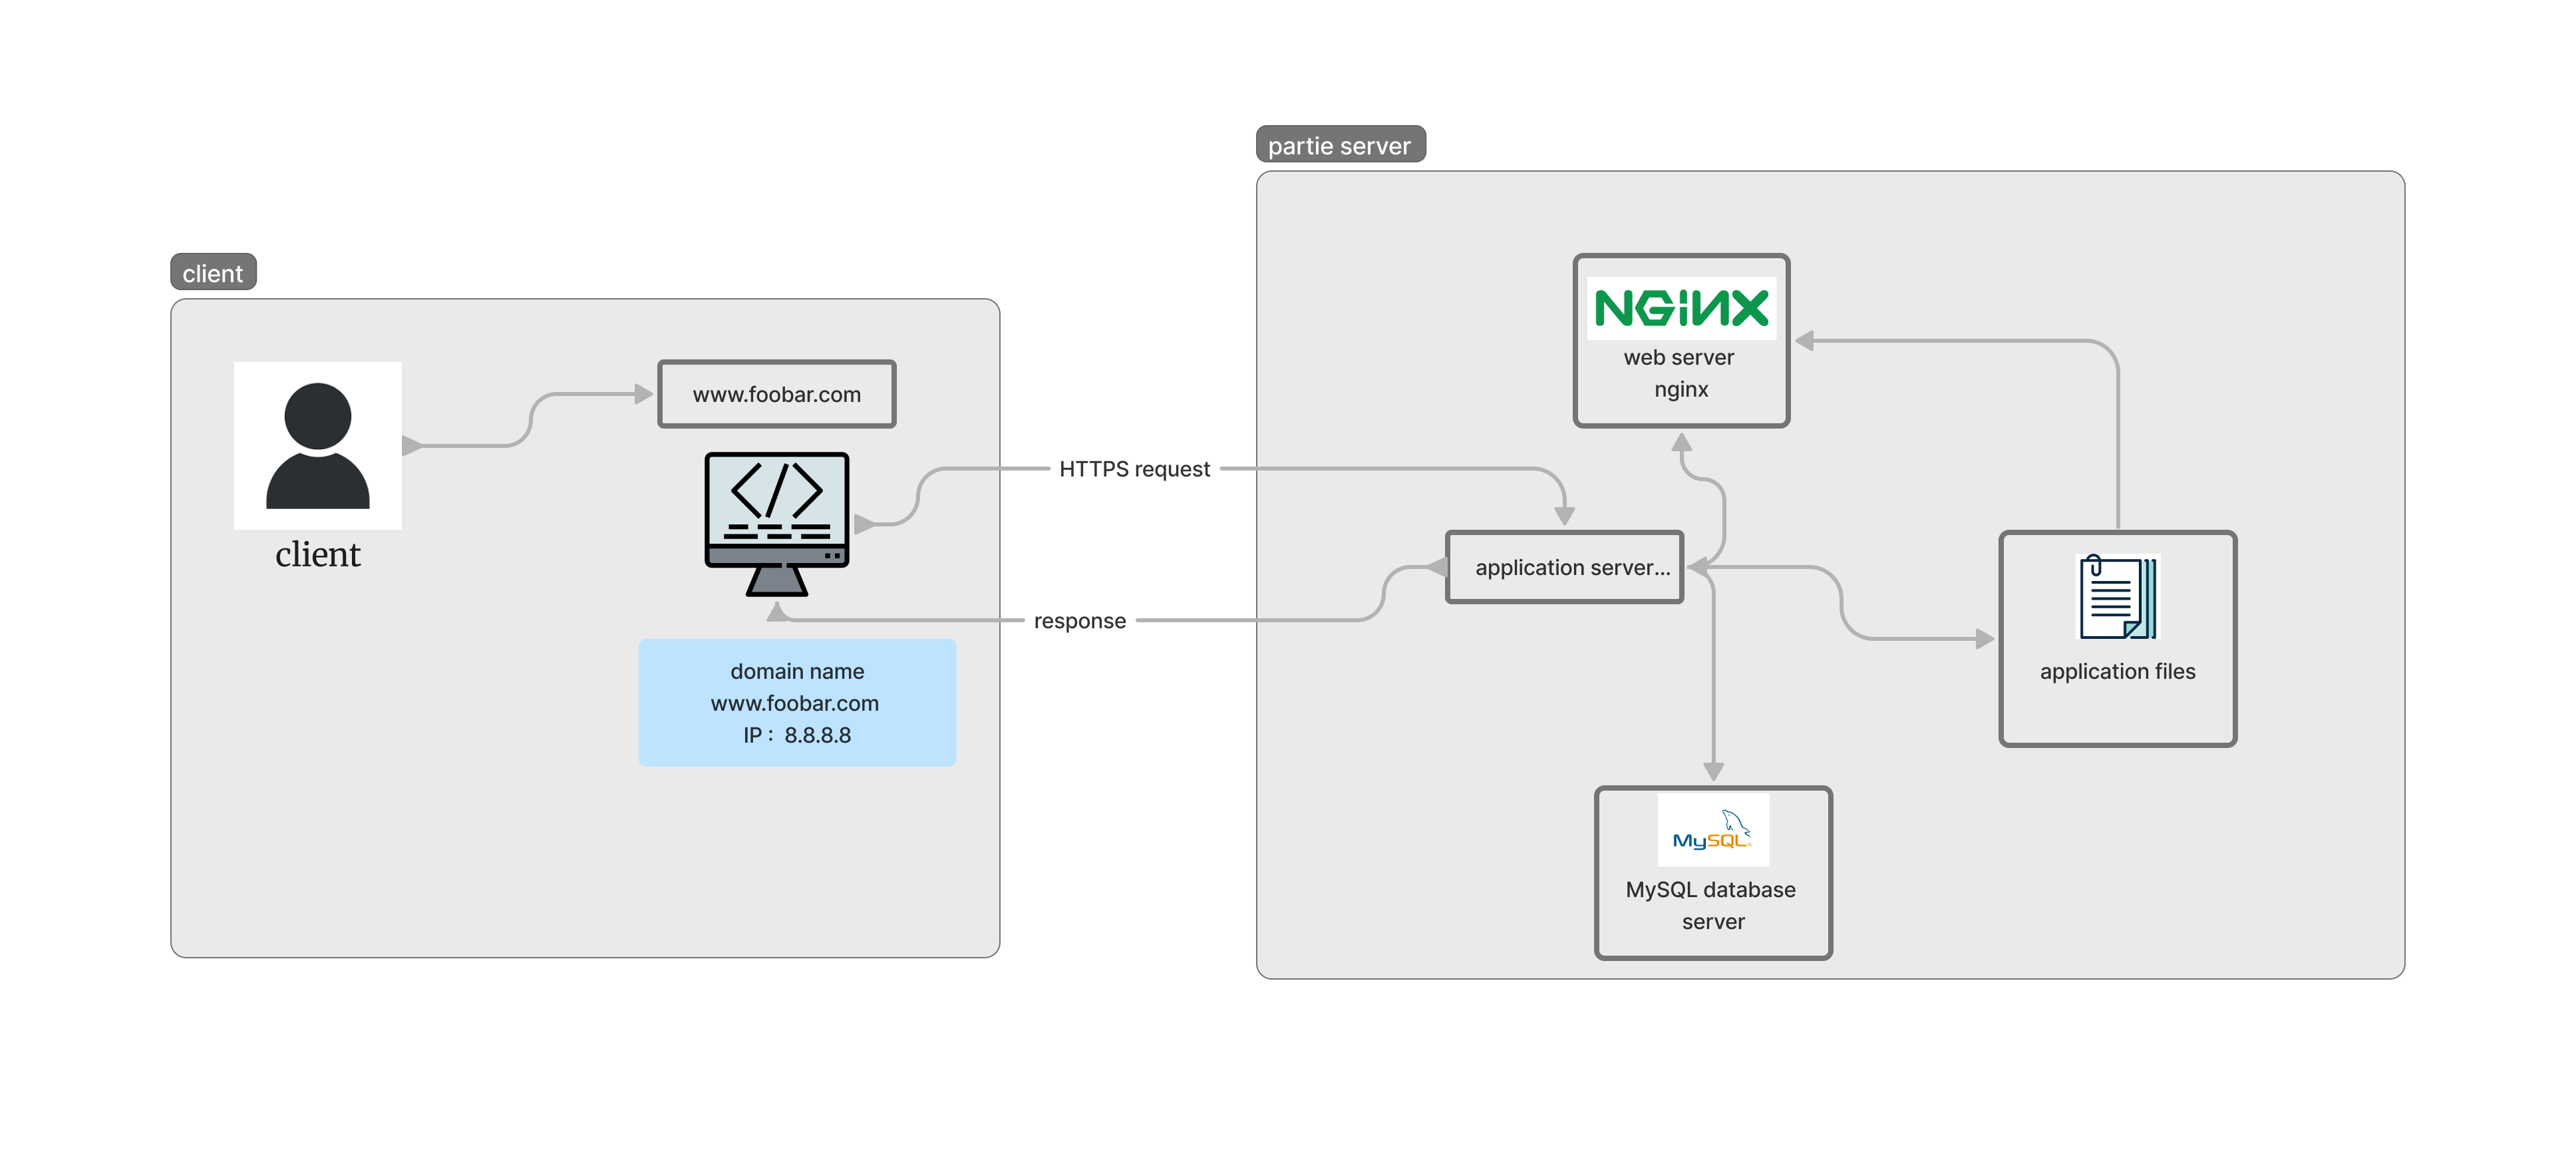 partie server
client
NGINX
web server
nginx
www.foobar.com
HTTPS request
client
application server...
response
domain name
www.foobar.com
IP :  8.8.8.8
application files
MySQL
MySQL database
server